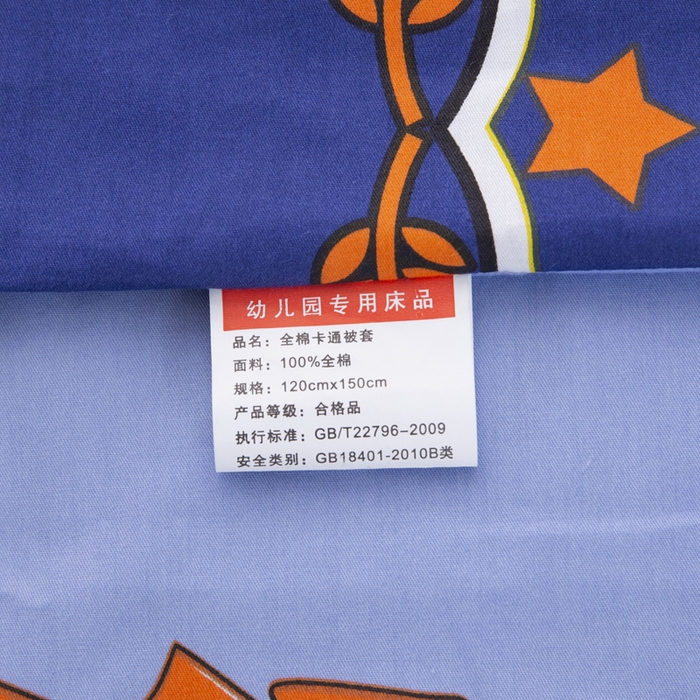 幼儿园专用床品
品名：全棉卡通被套
面料：100%全棉
规格：120cmx150cm
产品等级：合格品
执行标准：GB/T22796-2009
安全类别：GB18401-2010B类